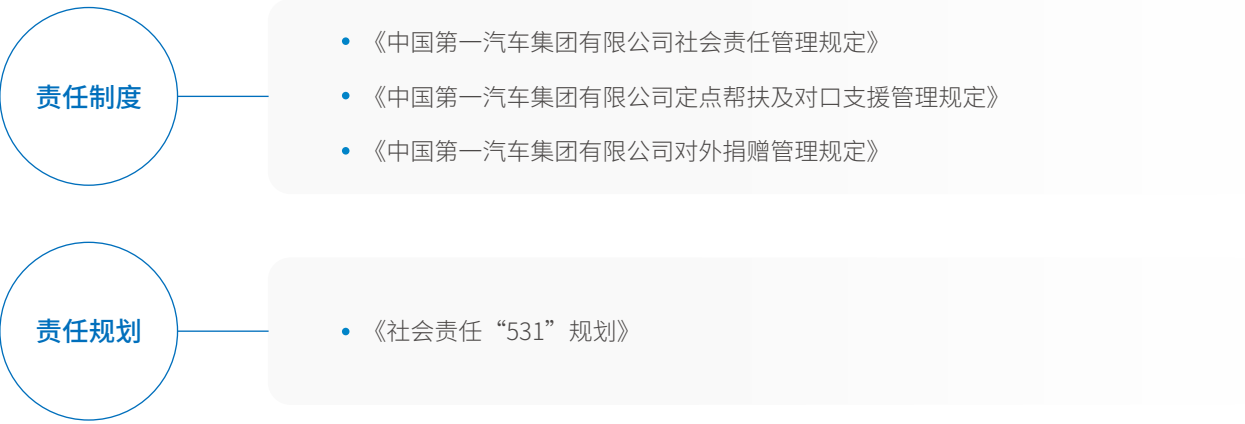 责任制度
• 《中国第一汽车集团有限公司社会责任管理规定》
• 《中国第一汽车集团有限公司定点帮扶及对口支援管理规定》
• 《中国第一汽车集团有限公司对外捐赠管理规定》
责任规划
• 《社会责任“531”规划》